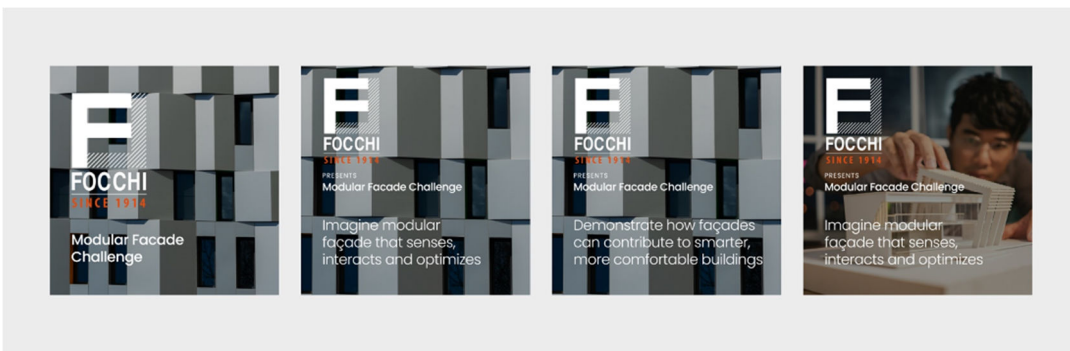 FOCCHI
SINCE 1914
Modular Facade
Challenge
FOCCHI
SINCE 1914
PRESENTS
Modular Facade Challenge
Imagine modular
façade that senses,
interacts and optimizes
FOCCHI
SINCE 1914
PRESENTS
Modular Facade Challenge
Demonstrate how façades
can contribute to smarter,
more comfortable buildings
FOCCHI
SINCE 1914
PRESENTS
Modular Facade Challenge
Imagine modular
façade that senses,
interacts and optimizes